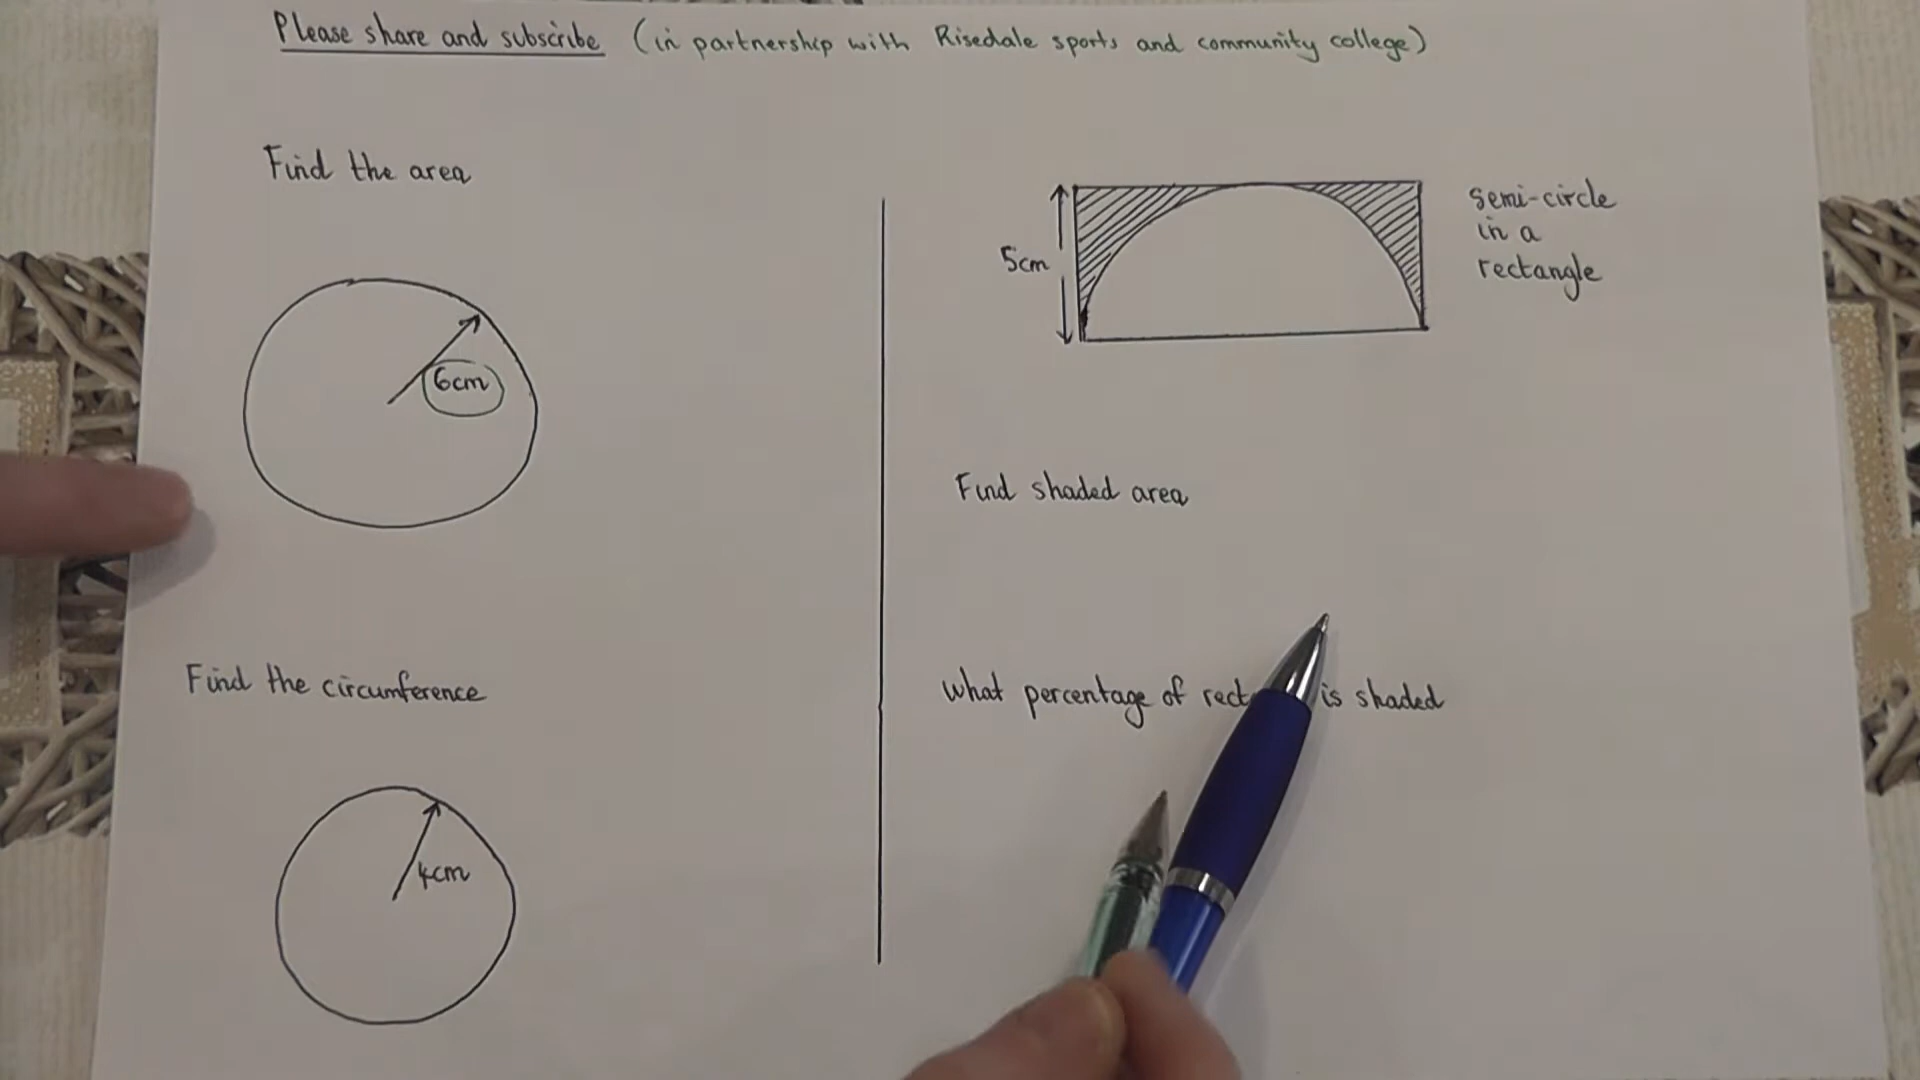 Please share and subscribe (in partnership with Risedale sports and community college)
Find the area
6cm
Find the circumference
4cm
5cm
semi-circle
in a
rectangle
Find shaded area
What percentage of rect is shaded